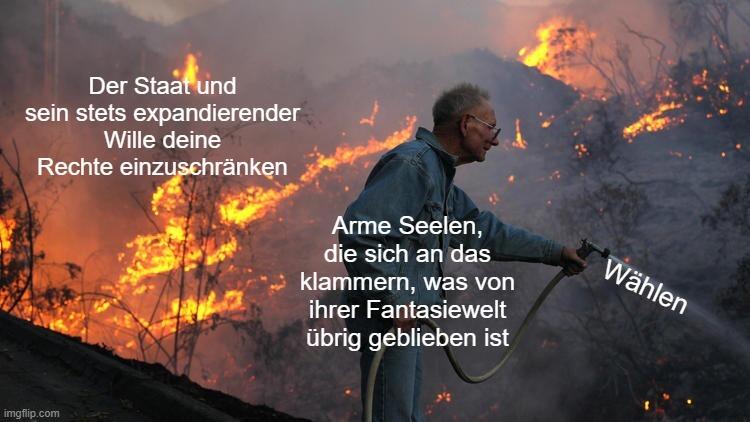 Der Staat und
sein stets expandierender
Wille deine
Rechte einzuschränken
Arme Seelen,
die sich an das
klammern, was von
ihrer Fantasiewelt
übrig geblieben ist
Wählen
imgflip.com